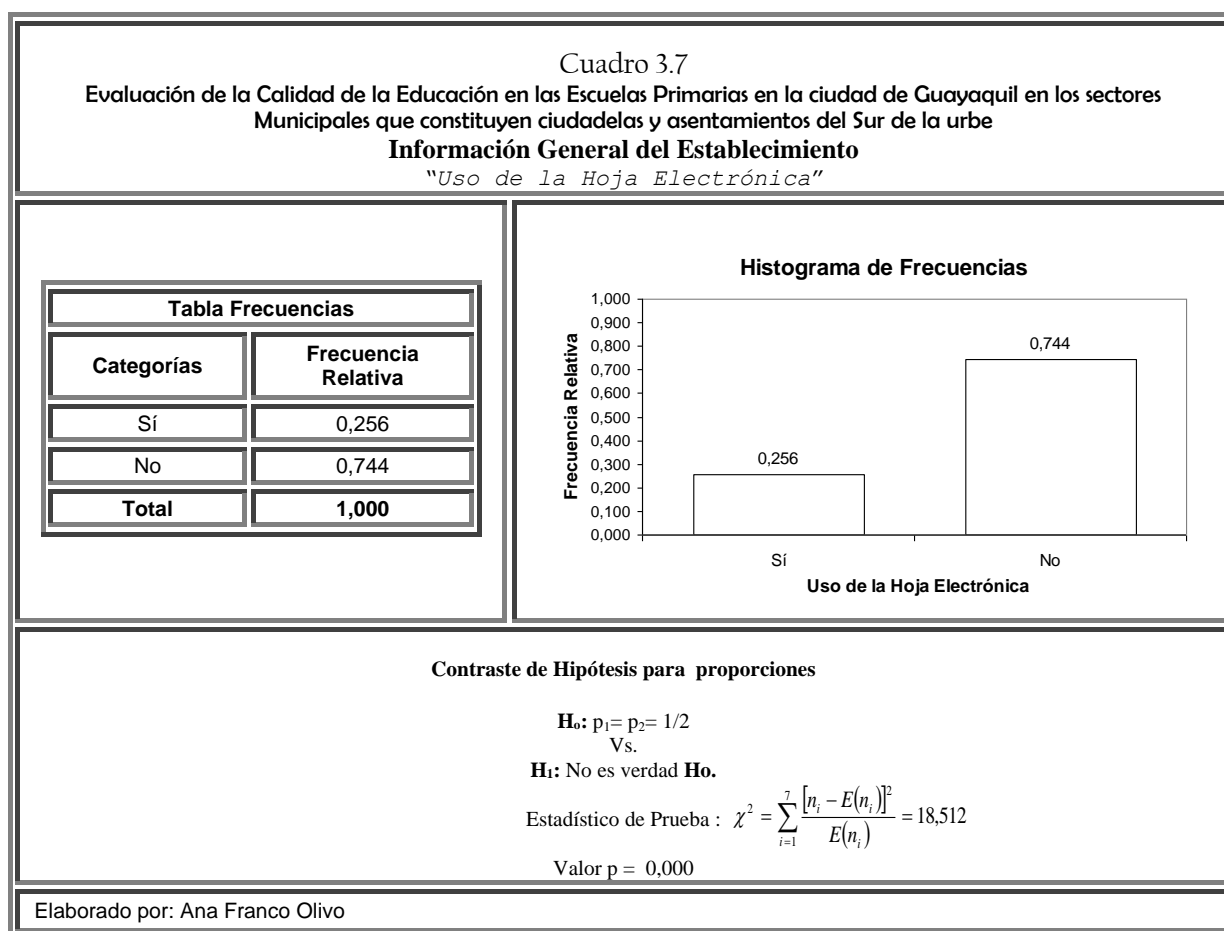 Cuadro 3.7
Evaluación de la Calidad de la Educación en las Escuelas Primarias en la ciudad de Guayaquil en los sectores
Municipales que constituyen ciudadelas y asentamientos del Sur de la urbe
Información General del Establecimiento
“Uso de la Hoja Electrónica”
Tabla Frecuencias
Categorías Frecuencia Relativa
Sí 0,256
No 0,744
Total 1,000
Histograma de Frecuencias
1,000
0,900
0,800
0,700
0,600
0,500
0,400
0,300
0,200
0,100
0,000
Frecuencia Relativa
0,256
0,744
Sí No
Uso de la Hoja Electrónica
Contraste de Hipótesis para proporciones
Ho: p1= p2= 1/2
Vs.
H1: No es verdad Ho.
Estadístico de Prueba : χ² = ∑_{i=1}^{7} [n_i − E(n_i)]² / E(n_i) = 18,512
Valor p = 0,000
Elaborado por: Ana Franco Olivo